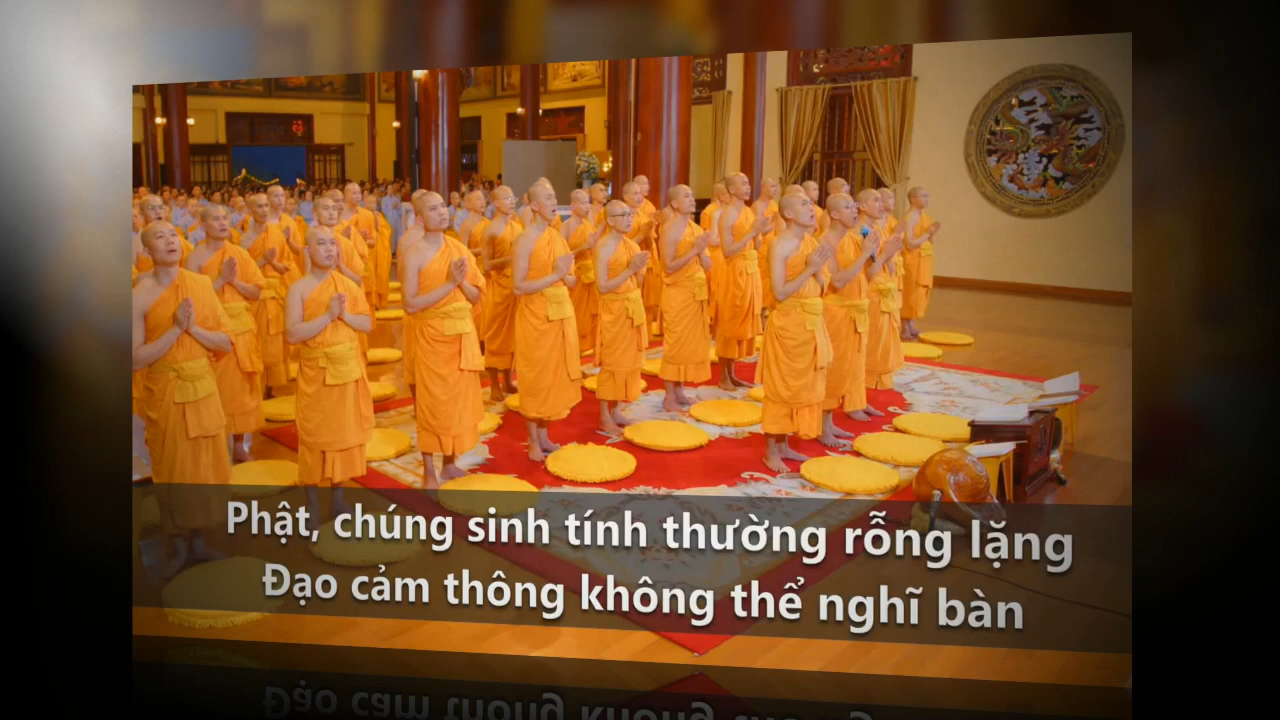 Phật, chúng sinh tính thường rỗng lặng
Đạo cảm thông không thể nghĩ bàn